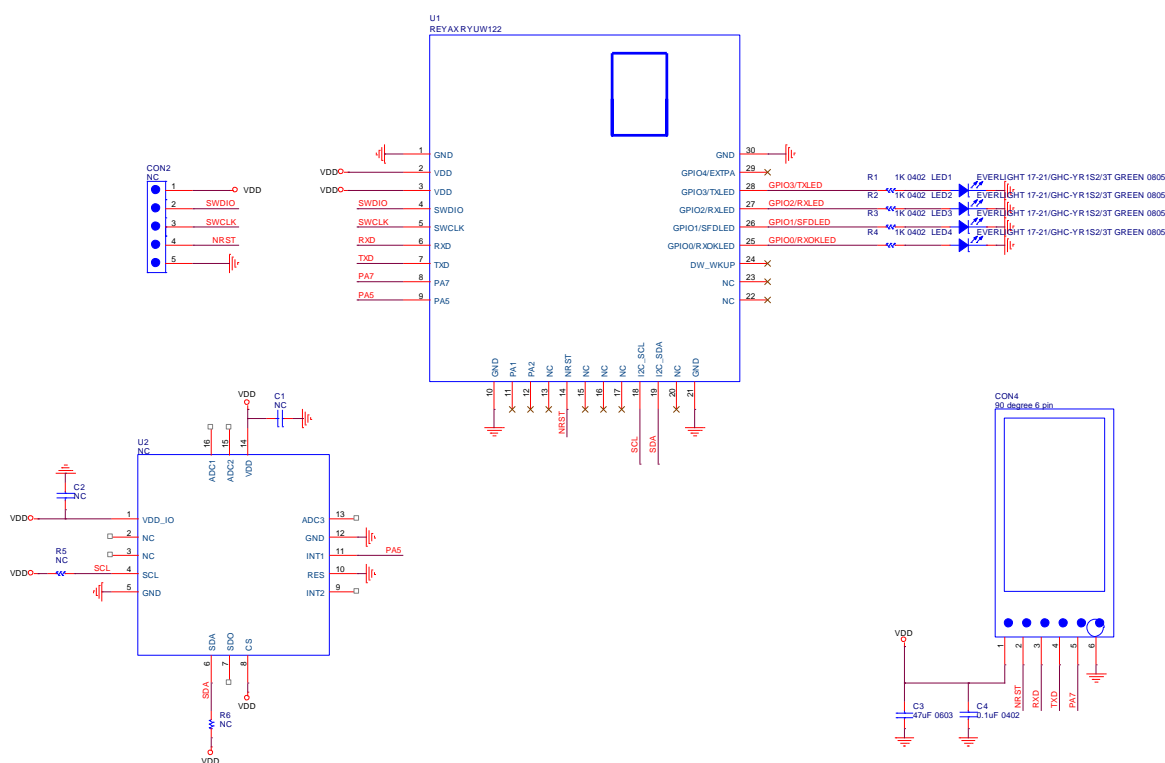 U1
REYAX RYUW122
1 GND
2 VDD
VDD
3 VDD
VDD
4 SWDIO
SWDIO
5 SWCLK
SWCLK
6 RXD
RXD
7 TXD
TXD
8 PA7
PA7
9 PA5
PA5
GND 30
GPIO4/EXTPA 29
GPIO3/TXLED 28 GPIO3/TXLED
GPIO2/RXLED 27 GPIO2/RXLED
GPIO1/SFDLED 26 GPIO1/SFDLED
GPIO0/RXOKLED 25 GPIO0/RXOKLED
DW_WKUP 24
NC 23
NC 22
10 GND
11 PA1
12 PA2
13 NC
14 NRST
NRST
15 NC
16 NC
17 NC
18 I2C_SCL
SCL
19 I2C_SDA
SDA
20 NC
21 GND
R1 1K 0402 LED1 EVERLIGHT 17-21/GHC-YR1S2/3T GREEN 0805
R2 1K 0402 LED2 EVERLIGHT 17-21/GHC-YR1S2/3T GREEN 0805
R3 1K 0402 LED3 EVERLIGHT 17-21/GHC-YR1S2/3T GREEN 0805
R4 1K 0402 LED4 EVERLIGHT 17-21/GHC-YR1S2/3T GREEN 0805
CON2
NC
1 VDD
2 SWDIO
3 SWCLK
4 NRST
5
C1
NC
VDD
U2
NC
16 ADC1
15 ADC2
14 VDD
C2
NC
VDD 1 VDD_IO
2 NC
3 NC
R5
NC
VDD SCL 4 SCL
5 GND
ADC3 13
GND 12
INT1 11 PA5
RES 10
INT2 9
SDA 6
SDO 7
CS 8
SDA
VDD
R6
NC
VDD
CON4
90 degree 6 pin
1
2 NRST
3 RXD
4 TXD
5 PA7
6
VDD
C3
47uF 0603
C4
0.1uF 0402